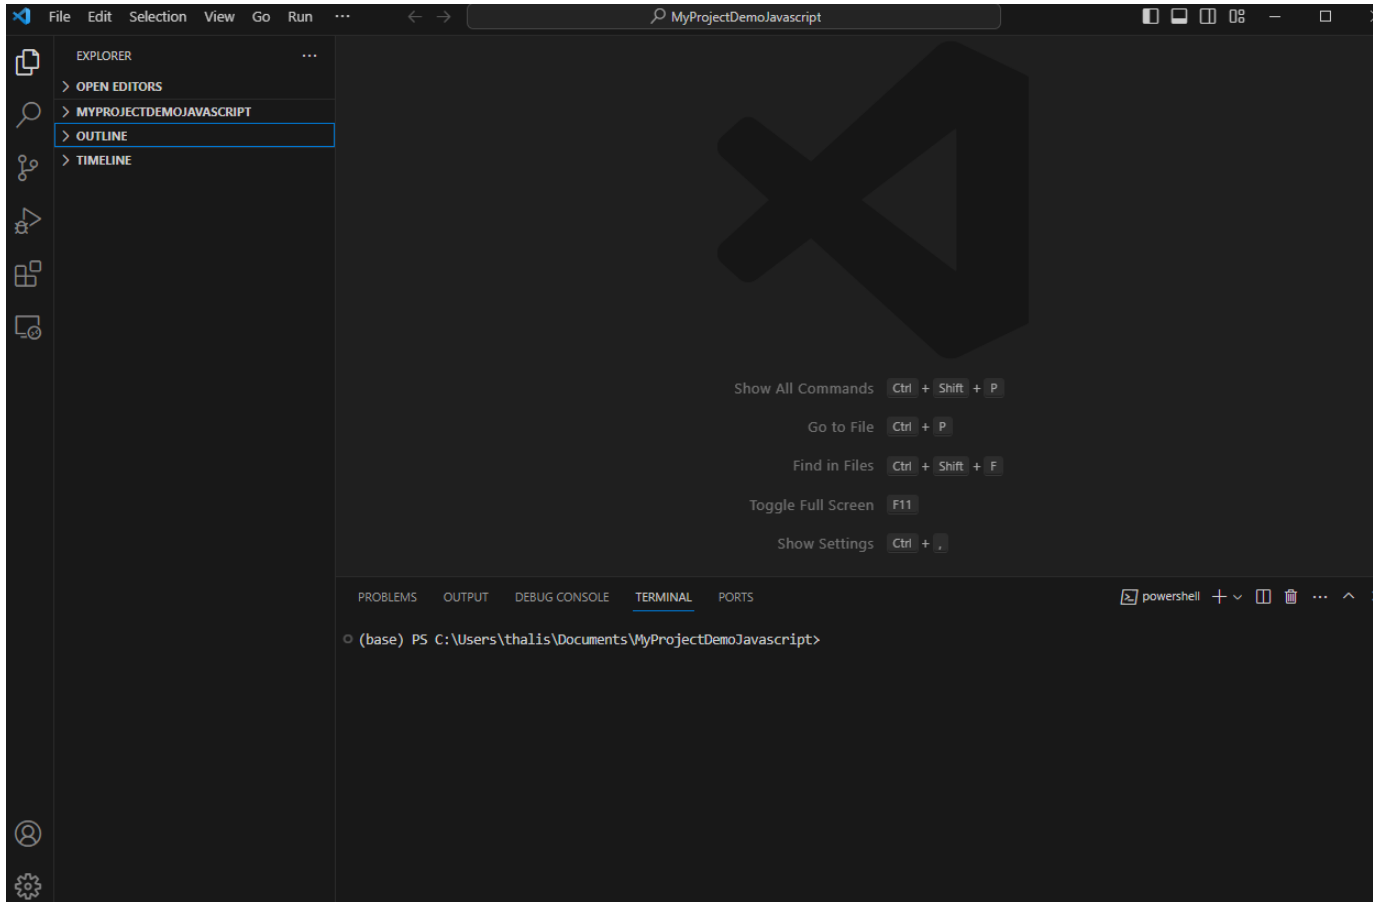 File Edit Selection View Go Run ···
MyProjectDemoJavascript
EXPLORER ···
OPEN EDITORS
MYPROJECTDEMOJAVASCRIPT
OUTLINE
TIMELINE
Show All Commands Ctrl + Shift + P
Go to File Ctrl + P
Find in Files Ctrl + Shift + F
Toggle Full Screen F11
Show Settings Ctrl + ,
PROBLEMS OUTPUT DEBUG CONSOLE TERMINAL PORTS powershell ···
(base) PS C:\Users\thalis\Documents\MyProjectDemoJavascript>